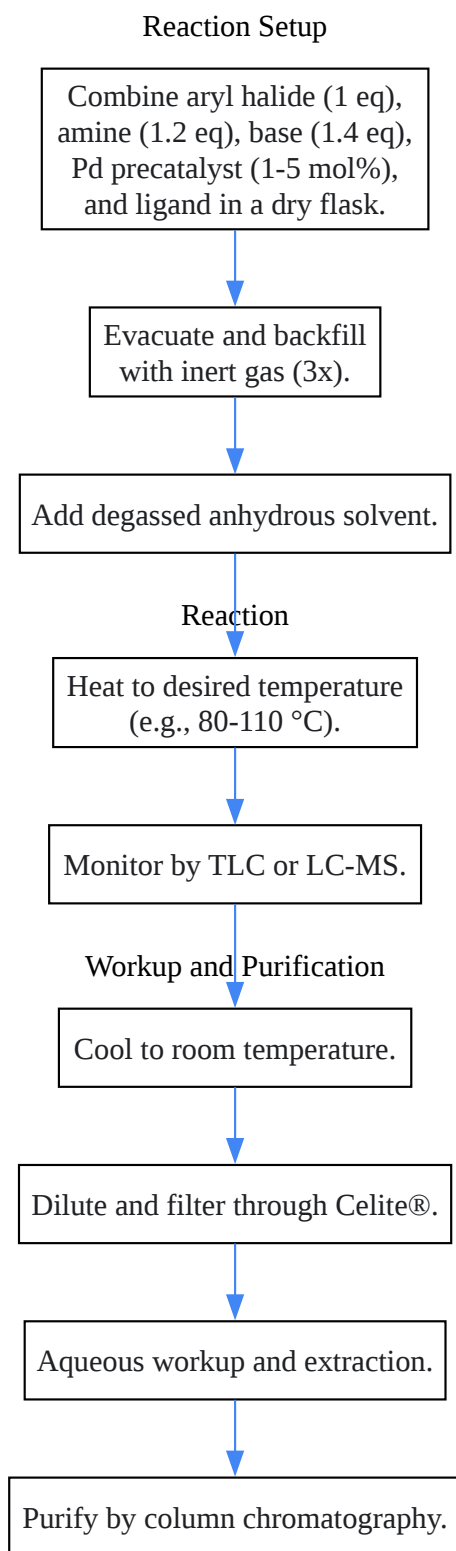 Reaction Setup
Combine aryl halide (1 eq),
amine (1.2 eq), base (1.4 eq),
Pd precatalyst (1-5 mol%),
and ligand in a dry flask.
Evacuate and backfill
with inert gas (3x).
Add degassed anhydrous solvent.
Reaction
Heat to desired temperature
(e.g., 80-110 °C).
Monitor by TLC or LC-MS.
Workup and Purification
Cool to room temperature.
Dilute and filter through Celite®.
Aqueous workup and extraction.
Purify by column chromatography.